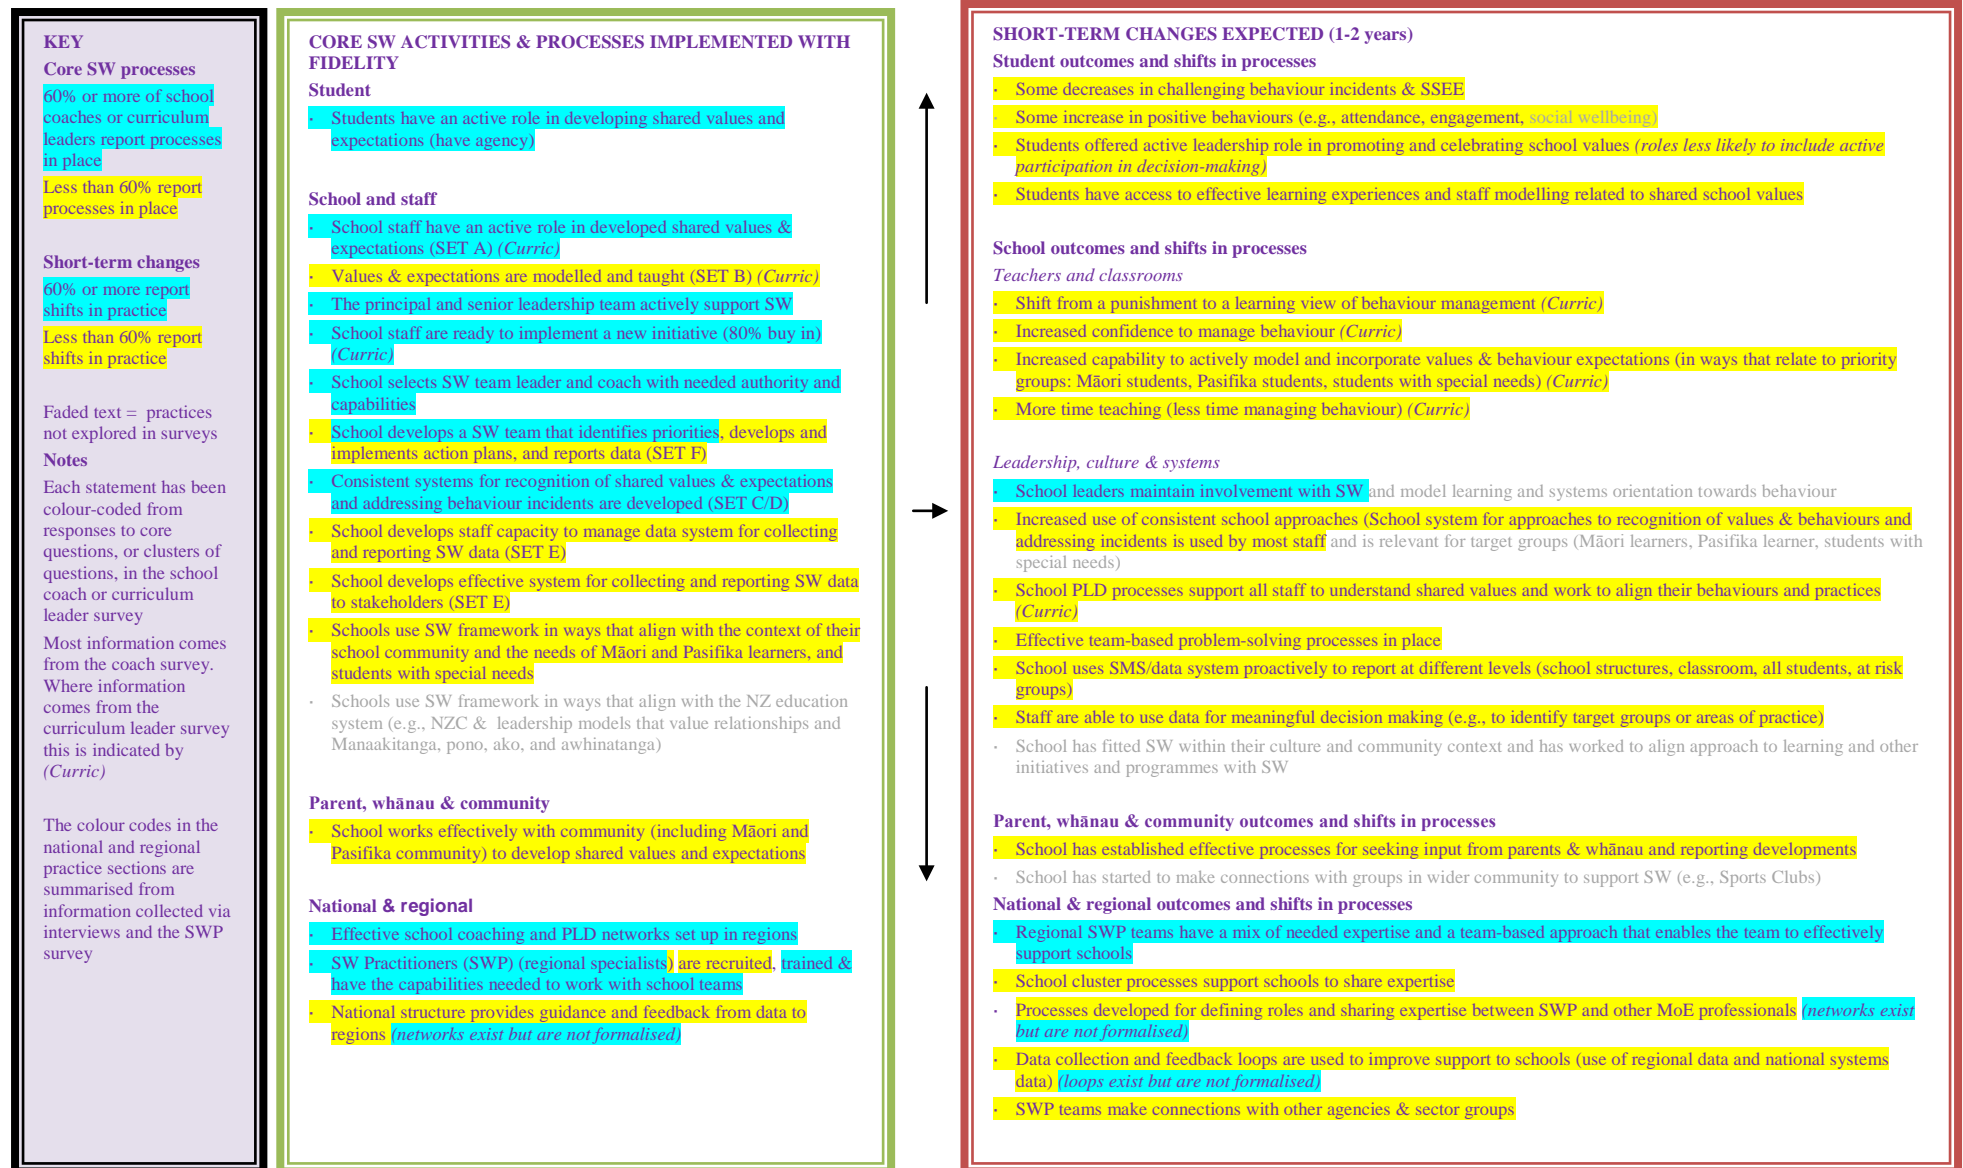 KEY
Core SW processes
60% or more of school
coaches or curriculum
leaders report processes
in place
Less than 60% report
processes in place
Short-term changes
60% or more report
shifts in practice
Less than 60% report
shifts in practice
Faded text = practices
not explored in surveys
Notes
Each statement has been
colour-coded from
responses to core
questions, or clusters of
questions, in the school
coach or curriculum
leader survey
Most information comes
from the coach survey.
Where information
comes from the
curriculum leader survey
this is indicated by
(Curric)
The colour codes in the
national and regional
practice sections are
summarised from
information collected via
interviews and the SWP
survey
CORE SW ACTIVITIES & PROCESSES IMPLEMENTED WITH
FIDELITY
Student
· Students have an active role in developing shared values and
expectations (have agency)
School and staff
· School staff have an active role in developed shared values &
expectations (SET A) (Curric)
· Values & expectations are modelled and taught (SET B) (Curric)
· The principal and senior leadership team actively support SW
· School staff are ready to implement a new initiative (80% buy in)
(Curric)
· School selects SW team leader and coach with needed authority and
capabilities
· School develops a SW team that identifies priorities, develops and
implements action plans, and reports data (SET F)
· Consistent systems for recognition of shared values & expectations
and addressing behaviour incidents are developed (SET C/D)
· School develops staff capacity to manage data system for collecting
and reporting SW data (SET E)
· School develops effective system for collecting and reporting SW data
to stakeholders (SET E)
· Schools use SW framework in ways that align with the context of their
school community and the needs of Māori and Pasifika learners, and
students with special needs
· Schools use SW framework in ways that align with the NZ education
system (e.g., NZC & leadership models that value relationships and
Manaakitanga, pono, ako, and awhinatanga)
Parent, whānau & community
· School works effectively with community (including Māori and
Pasifika community) to develop shared values and expectations
National & regional
· Effective school coaching and PLD networks set up in regions
· SW Practitioners (SWP) (regional specialists) are recruited, trained &
have the capabilities needed to work with school teams
· National structure provides guidance and feedback from data to
regions (networks exist but are not formalised)
SHORT-TERM CHANGES EXPECTED (1-2 years)
Student outcomes and shifts in processes
· Some decreases in challenging behaviour incidents & SSEE
· Some increase in positive behaviours (e.g., attendance, engagement, social wellbeing)
· Students offered active leadership role in promoting and celebrating school values (roles less likely to include active
participation in decision-making)
· Students have access to effective learning experiences and staff modelling related to shared school values
School outcomes and shifts in processes
Teachers and classrooms
· Shift from a punishment to a learning view of behaviour management (Curric)
· Increased confidence to manage behaviour (Curric)
· Increased capability to actively model and incorporate values & behaviour expectations (in ways that relate to priority
groups: Māori students, Pasifika students, students with special needs) (Curric)
· More time teaching (less time managing behaviour) (Curric)
Leadership, culture & systems
· School leaders maintain involvement with SW and model learning and systems orientation towards behaviour
· Increased use of consistent school approaches (School system for approaches to recognition of values & behaviours and
addressing incidents is used by most staff and is relevant for target groups (Māori learners, Pasifika learner, students with
special needs)
· School PLD processes support all staff to understand shared values and work to align their behaviours and practices
(Curric)
· Effective team-based problem-solving processes in place
· School uses SMS/data system proactively to report at different levels (school structures, classroom, all students, at risk
groups)
· Staff are able to use data for meaningful decision making (e.g., to identify target groups or areas of practice)
· School has fitted SW within their culture and community context and has worked to align approach to learning and other
initiatives and programmes with SW
Parent, whānau & community outcomes and shifts in processes
· School has established effective processes for seeking input from parents & whānau and reporting developments
· School has started to make connections with groups in wider community to support SW (e.g., Sports Clubs)
National & regional outcomes and shifts in processes
· Regional SWP teams have a mix of needed expertise and a team-based approach that enables the team to effectively
support schools
· School cluster processes support schools to share expertise
· Processes developed for defining roles and sharing expertise between SWP and other MoE professionals (networks exist
but are not formalised)
· Data collection and feedback loops are used to improve support to schools (use of regional data and national systems
data) (loops exist but are not formalised)
· SWP teams make connections with other agencies & sector groups